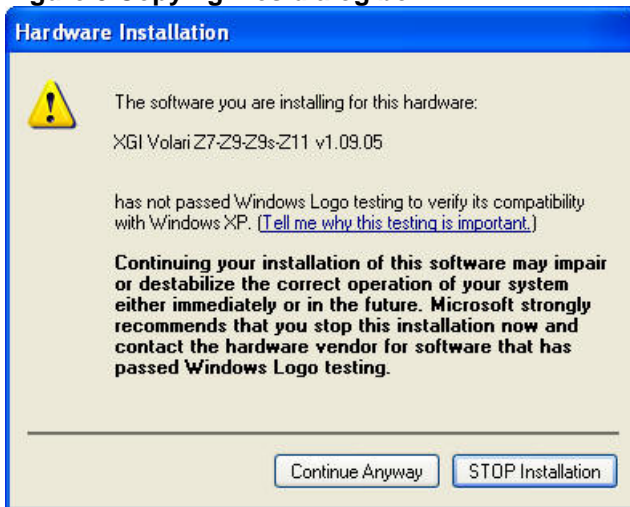 Hardware Installation
The software you are installing for this hardware:
XGI Volari Z7-Z9-Z9s-Z11 v1.09.05
has not passed Windows Logo testing to verify its compatibility
with Windows XP. (Tell me why this testing is important.)
Continuing your installation of this software may impair
or destabilize the correct operation of your system
either immediately or in the future. Microsoft strongly
recommends that you stop this installation now and
contact the hardware vendor for software that has
passed Windows Logo testing.
Continue Anyway
STOP Installation